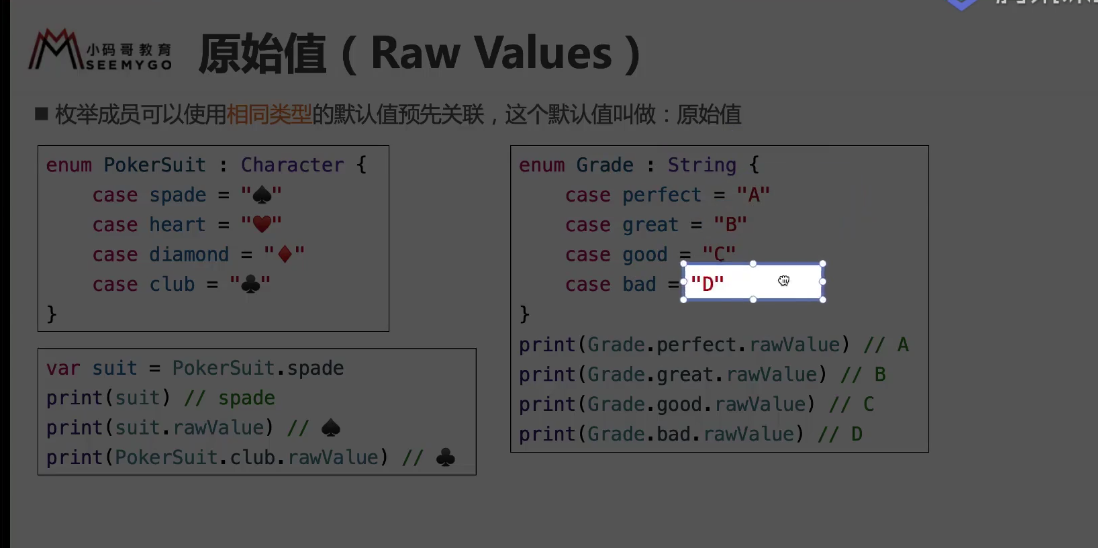 小码哥教育
SEEMYGO
原始值（Raw Values）
■ 枚举成员可以使用相同类型的默认值预先关联，这个默认值叫做：原始值
enum PokerSuit : Character {
    case spade = "♠️"
    case heart = "♥️"
    case diamond = "♦️"
    case club = "♣️"
}
var suit = PokerSuit.spade
print(suit) // spade
print(suit.rawValue) // ♠️
print(PokerSuit.club.rawValue) // ♣️
enum Grade : String {
    case perfect = "A"
    case great = "B"
    case good = "C"
    case bad = "D"
}
print(Grade.perfect.rawValue) // A
print(Grade.great.rawValue) // B
print(Grade.good.rawValue) // C
print(Grade.bad.rawValue) // D